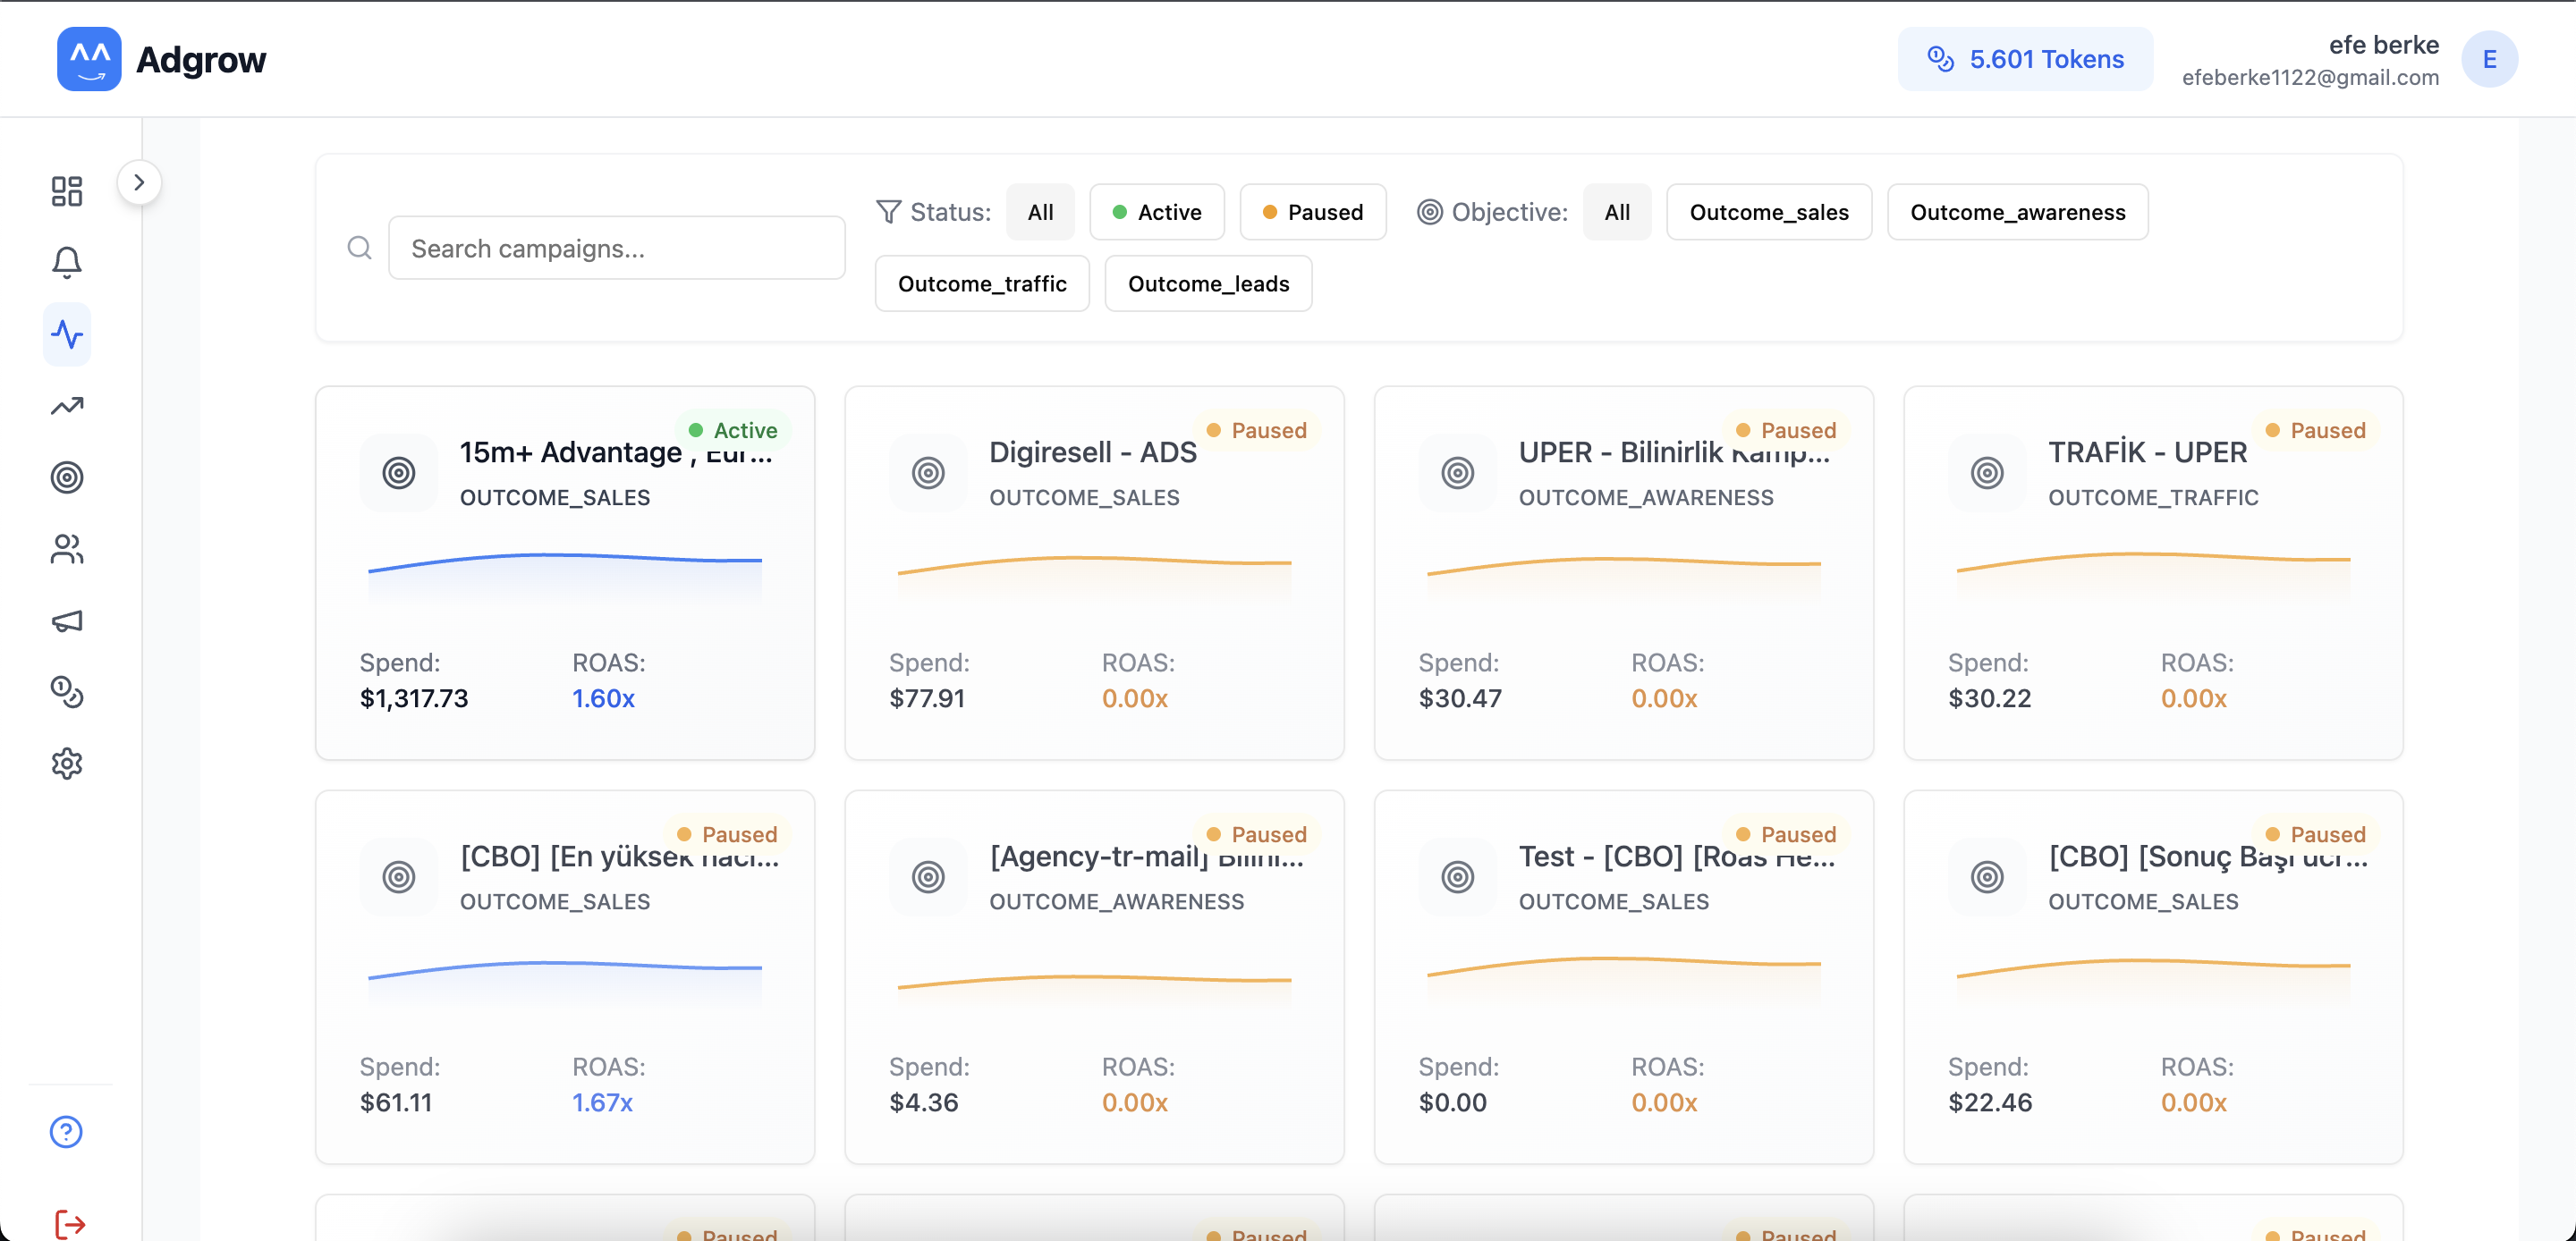 Adgrow
5.601 Tokens
efe berke
efeberke1122@gmail.com
E
Search campaigns...
Status: All Active Paused Objective: All Outcome_sales Outcome_awareness
Outcome_traffic Outcome_leads
Active
15m+ Advantage , Eur...
OUTCOME_SALES
Spend: ROAS:
$1,317.73 1.60x
Paused
Digiresell - ADS
OUTCOME_SALES
Spend: ROAS:
$77.91 0.00x
Paused
UPER - Bilinirlik Kamp...
OUTCOME_AWARENESS
Spend: ROAS:
$30.47 0.00x
Paused
TRAFİK - UPER
OUTCOME_TRAFFIC
Spend: ROAS:
$30.22 0.00x
Paused
[CBO] [En yüksek
OUTCOME_SALES
Spend: ROAS:
$61.11 1.67x
Paused
[Agency-tr-mail]
OUTCOME_AWARENESS
Spend: ROAS:
$4.36 0.00x
Paused
Test - [CBO] [Roas He...
OUTCOME_SALES
Spend: ROAS:
$0.00 0.00x
Paused
[CBO] [Sonuç
OUTCOME_SALES
Spend: ROAS:
$22.46 0.00x
Paused
Paused
Paused
Paused